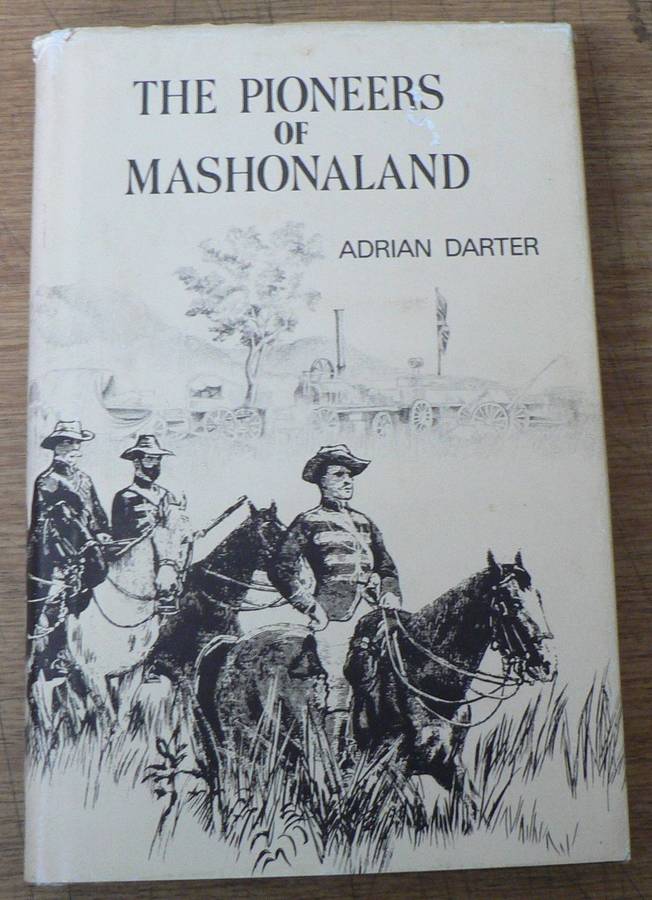 THE PIONEERS
OF
MASHONALAND
ADRIAN DARTER